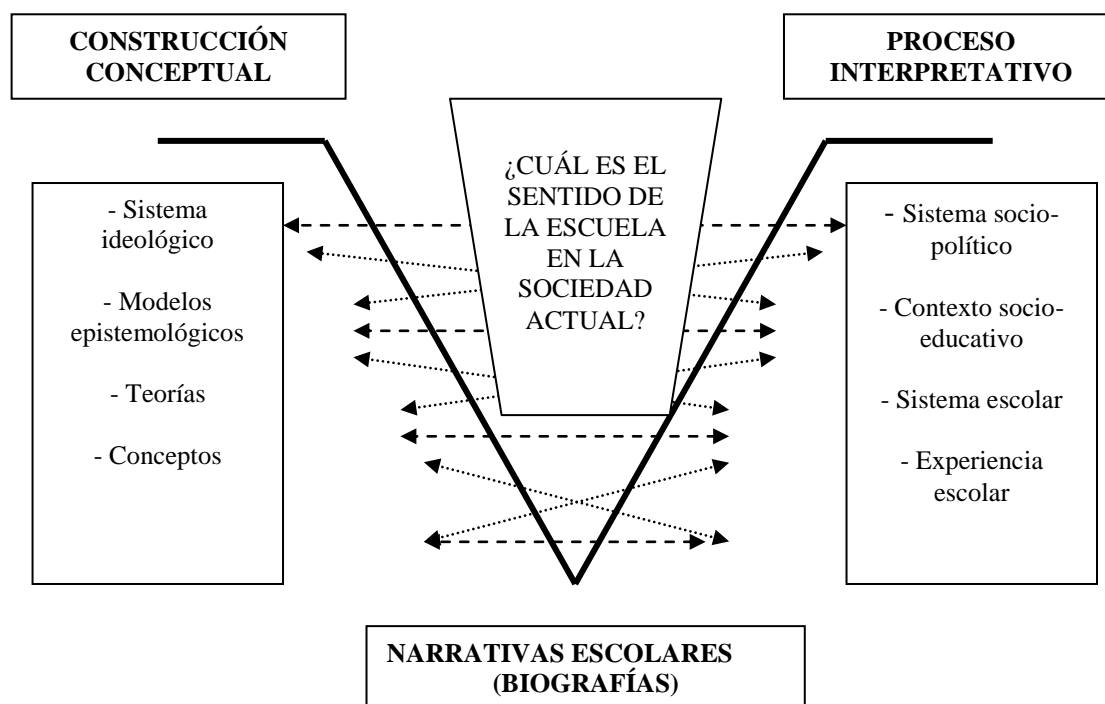 CONSTRUCCIÓN
CONCEPTUAL
PROCESO
INTERPRETATIVO
¿CUÁL ES EL
SENTIDO DE
LA ESCUELA
EN LA
SOCIEDAD
ACTUAL?
- Sistema
ideológico
- Modelos
epistemológicos
- Teorías
- Conceptos
- Sistema socio-
político
- Contexto socio-
educativo
- Sistema escolar
- Experiencia
escolar
NARRATIVAS ESCOLARES
(BIOGRAFÍAS)